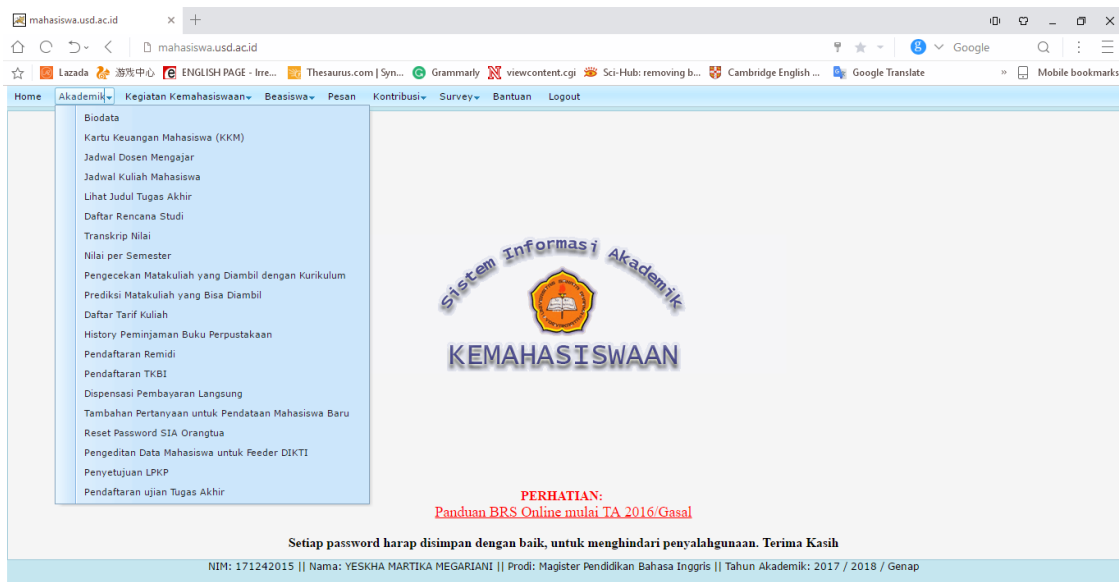 mahasiswa.usd.ac.id
mahasiswa.usd.ac.id
Google
Lazada 游戏中心 ENGLISH PAGE - Irre... Thesaurus.com | Syn... Grammarly viewcontent.cgi Sci-Hub: removing b... Cambridge English ... Google Translate » Mobile bookmarks
Home Akademik Kegiatan Kemahasiswaan Beasiswa Pesan Kontribusi Survey Bantuan Logout
Biodata
Kartu Keuangan Mahasiswa (KKM)
Jadwal Dosen Mengajar
Jadwal Kuliah Mahasiswa
Lihat Judul Tugas Akhir
Daftar Rencana Studi
Transkrip Nilai
Nilai per Semester
Pengecekan Matakuliah yang Diambil dengan Kurikulum
Prediksi Matakuliah yang Bisa Diambil
Daftar Tarif Kuliah
History Peminjaman Buku Perpustakaan
Pendaftaran Remidi
Pendaftaran TKBI
Dispensasi Pembayaran Langsung
Tambahan Pertanyaan untuk Pendataan Mahasiswa Baru
Reset Password SIA Orangtua
Pengeditan Data Mahasiswa untuk Feeder DIKTI
Penyetujuan LPKP
Pendaftaran ujian Tugas Akhir
Sistem Informasi Akademik
KEMAHASISWAAN
PERHATIAN:
Panduan BRS Online mulai TA 2016/Gasal
Setiap password harap disimpan dengan baik, untuk menghindari penyalahgunaan. Terima Kasih
NIM: 171242015 || Nama: YESKHA MARTIKA MEGARIANI || Prodi: Magister Pendidikan Bahasa Inggris || Tahun Akademik: 2017 / 2018 / Genap